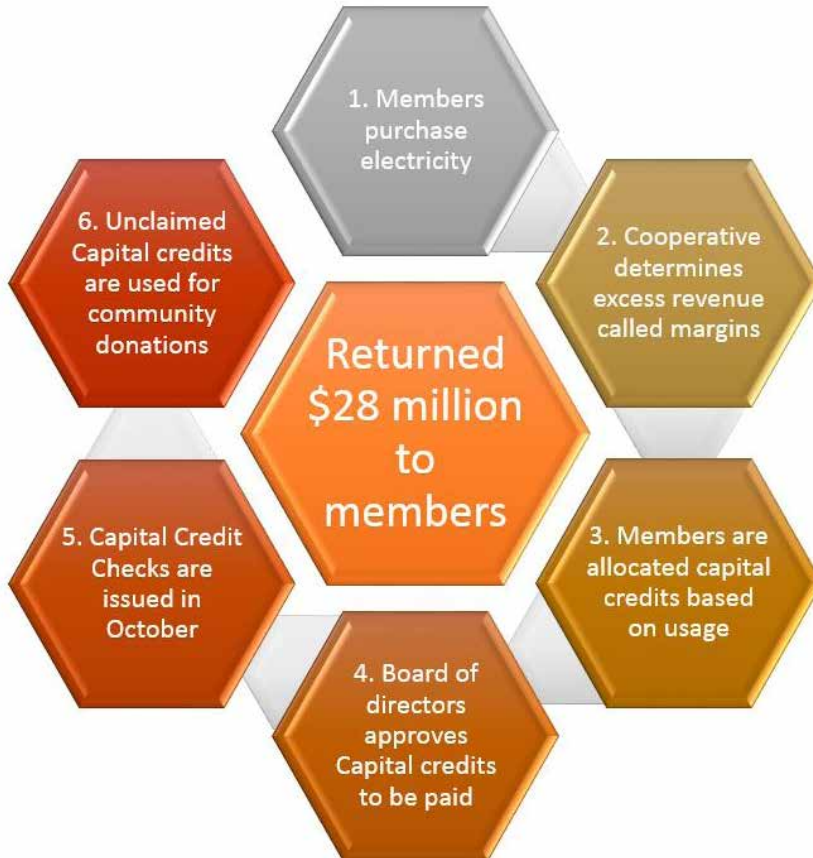 1. Members
purchase
electricity
2. Cooperative
determines
excess revenue
called margins
3. Members are
allocated capital
credits based
on usage
4. Board of
directors
approves
Capital credits
to be paid
5. Capital Credit
Checks are
issued in
October
6. Unclaimed
Capital credits
are used for
community
donations
Returned
$28 million
to
members